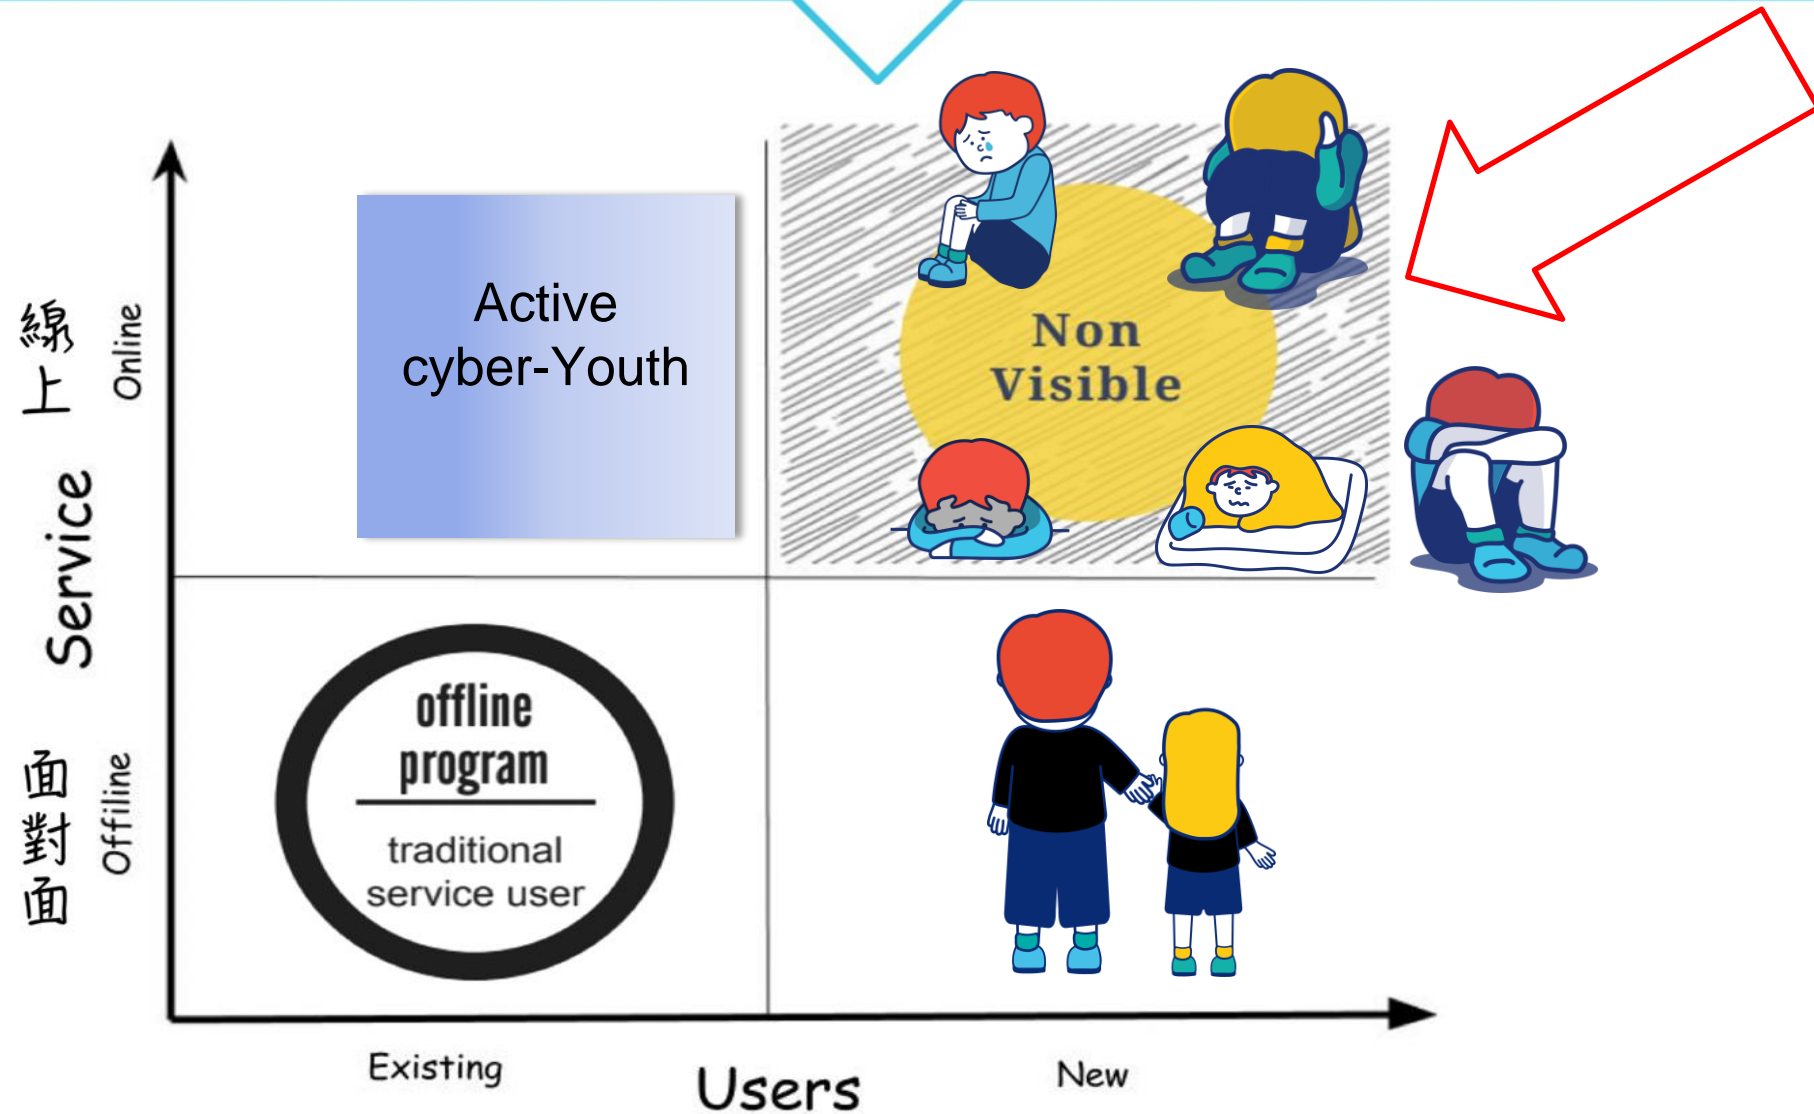 Active
cyber-Youth
Non
Visible
線上
Online
Service
面對面
Offiline
offline
program
traditional
service user
Existing
Users
New